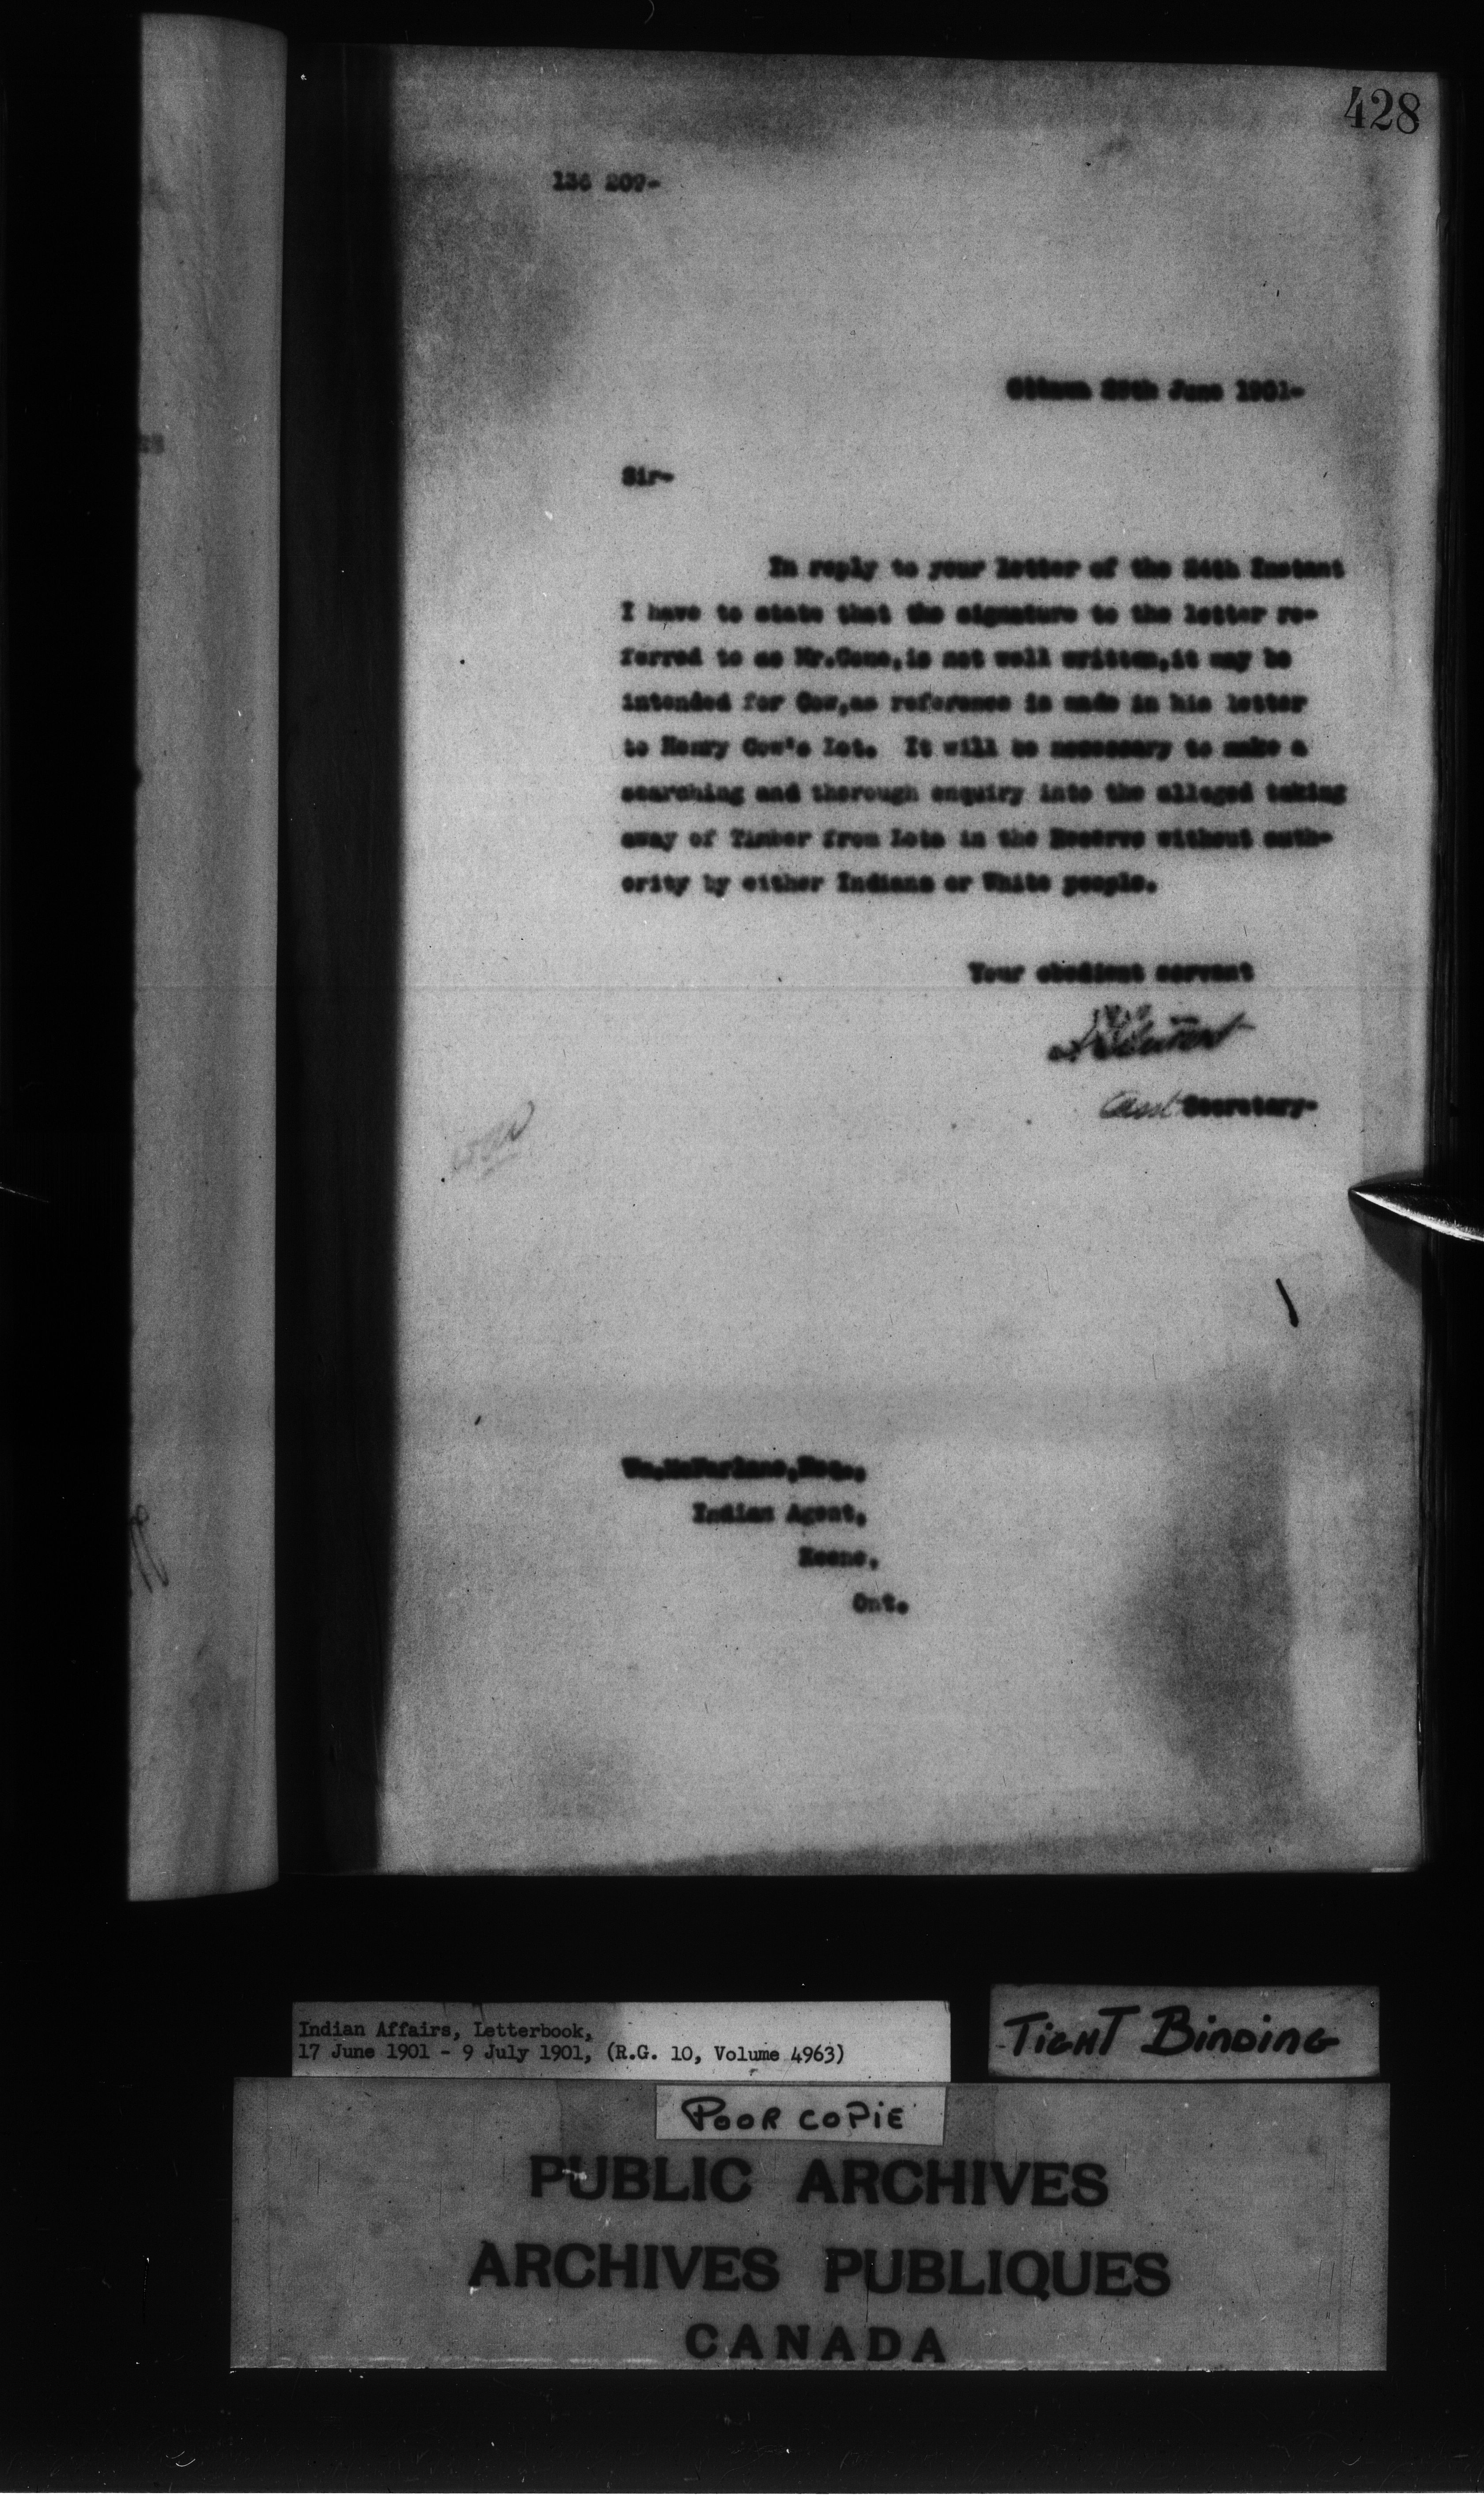 428
Ottawa June 1901-
Sir-
In reply to your letter of the 24th Instant
I have to state that the signature to the letter re-
ferred to as Mr.Cone,is not well written,it may be
intended for Cow,as reference is made in his letter
to Henry Cow's Lot. It will be necessary to make a
searching and thorough enquiry into the alleged taking
away of Timber from Lots in the Reserve without auth-
ority by either Indians or White people.
Your obedient servant
Secretary-
Wm.McFarlane,Esq.,
Indian Agent,
Keene,
Ont.
Indian Affairs, Letterbook,
17 June 1901 - 9 July 1901, (R.G. 10, Volume 4963)
TIGHT BINDING
POOR COPIE
PUBLIC ARCHIVES
ARCHIVES PUBLIQUES
CANADA